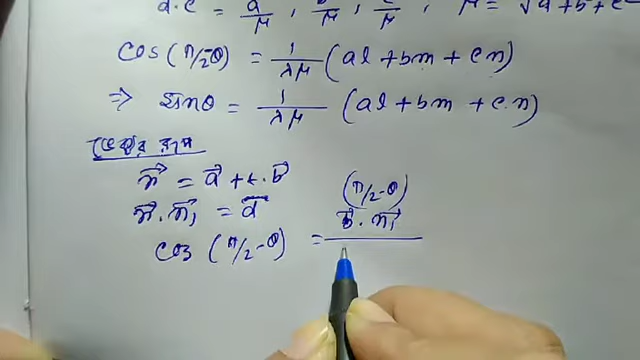 d.c = a/μ, b/μ, c/μ, μ = √a+b+c
cos(π/2-θ) = 1/λμ (al + bm + cn)
⇒ sinθ = 1/λμ (al + bm + c.n)
ভেক্টর রূপ
r⃗ = a⃗ + t.b⃗
(π/2-θ)
r⃗.n⃗₁ = d
cos (π/2-θ) = b⃗.n⃗₁